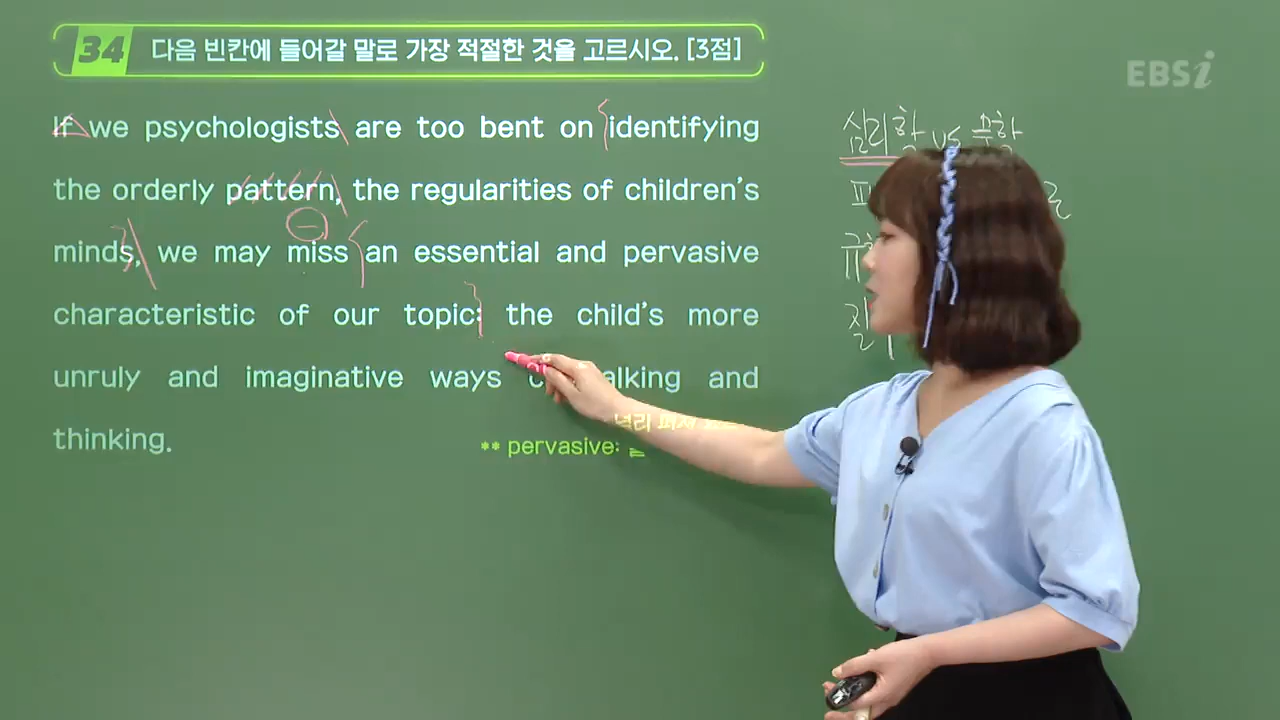 34 다음 빈칸에 들어갈 말로 가장 적절한 것을 고르시오. [3점]
EBSi
If we psychologists are too bent on identifying
the orderly pattern, the regularities of children's
minds, we may miss an essential and pervasive
characteristic of our topic: the child's more
unruly and imaginative ways and
thinking.
** pervasive:
심리학 vs